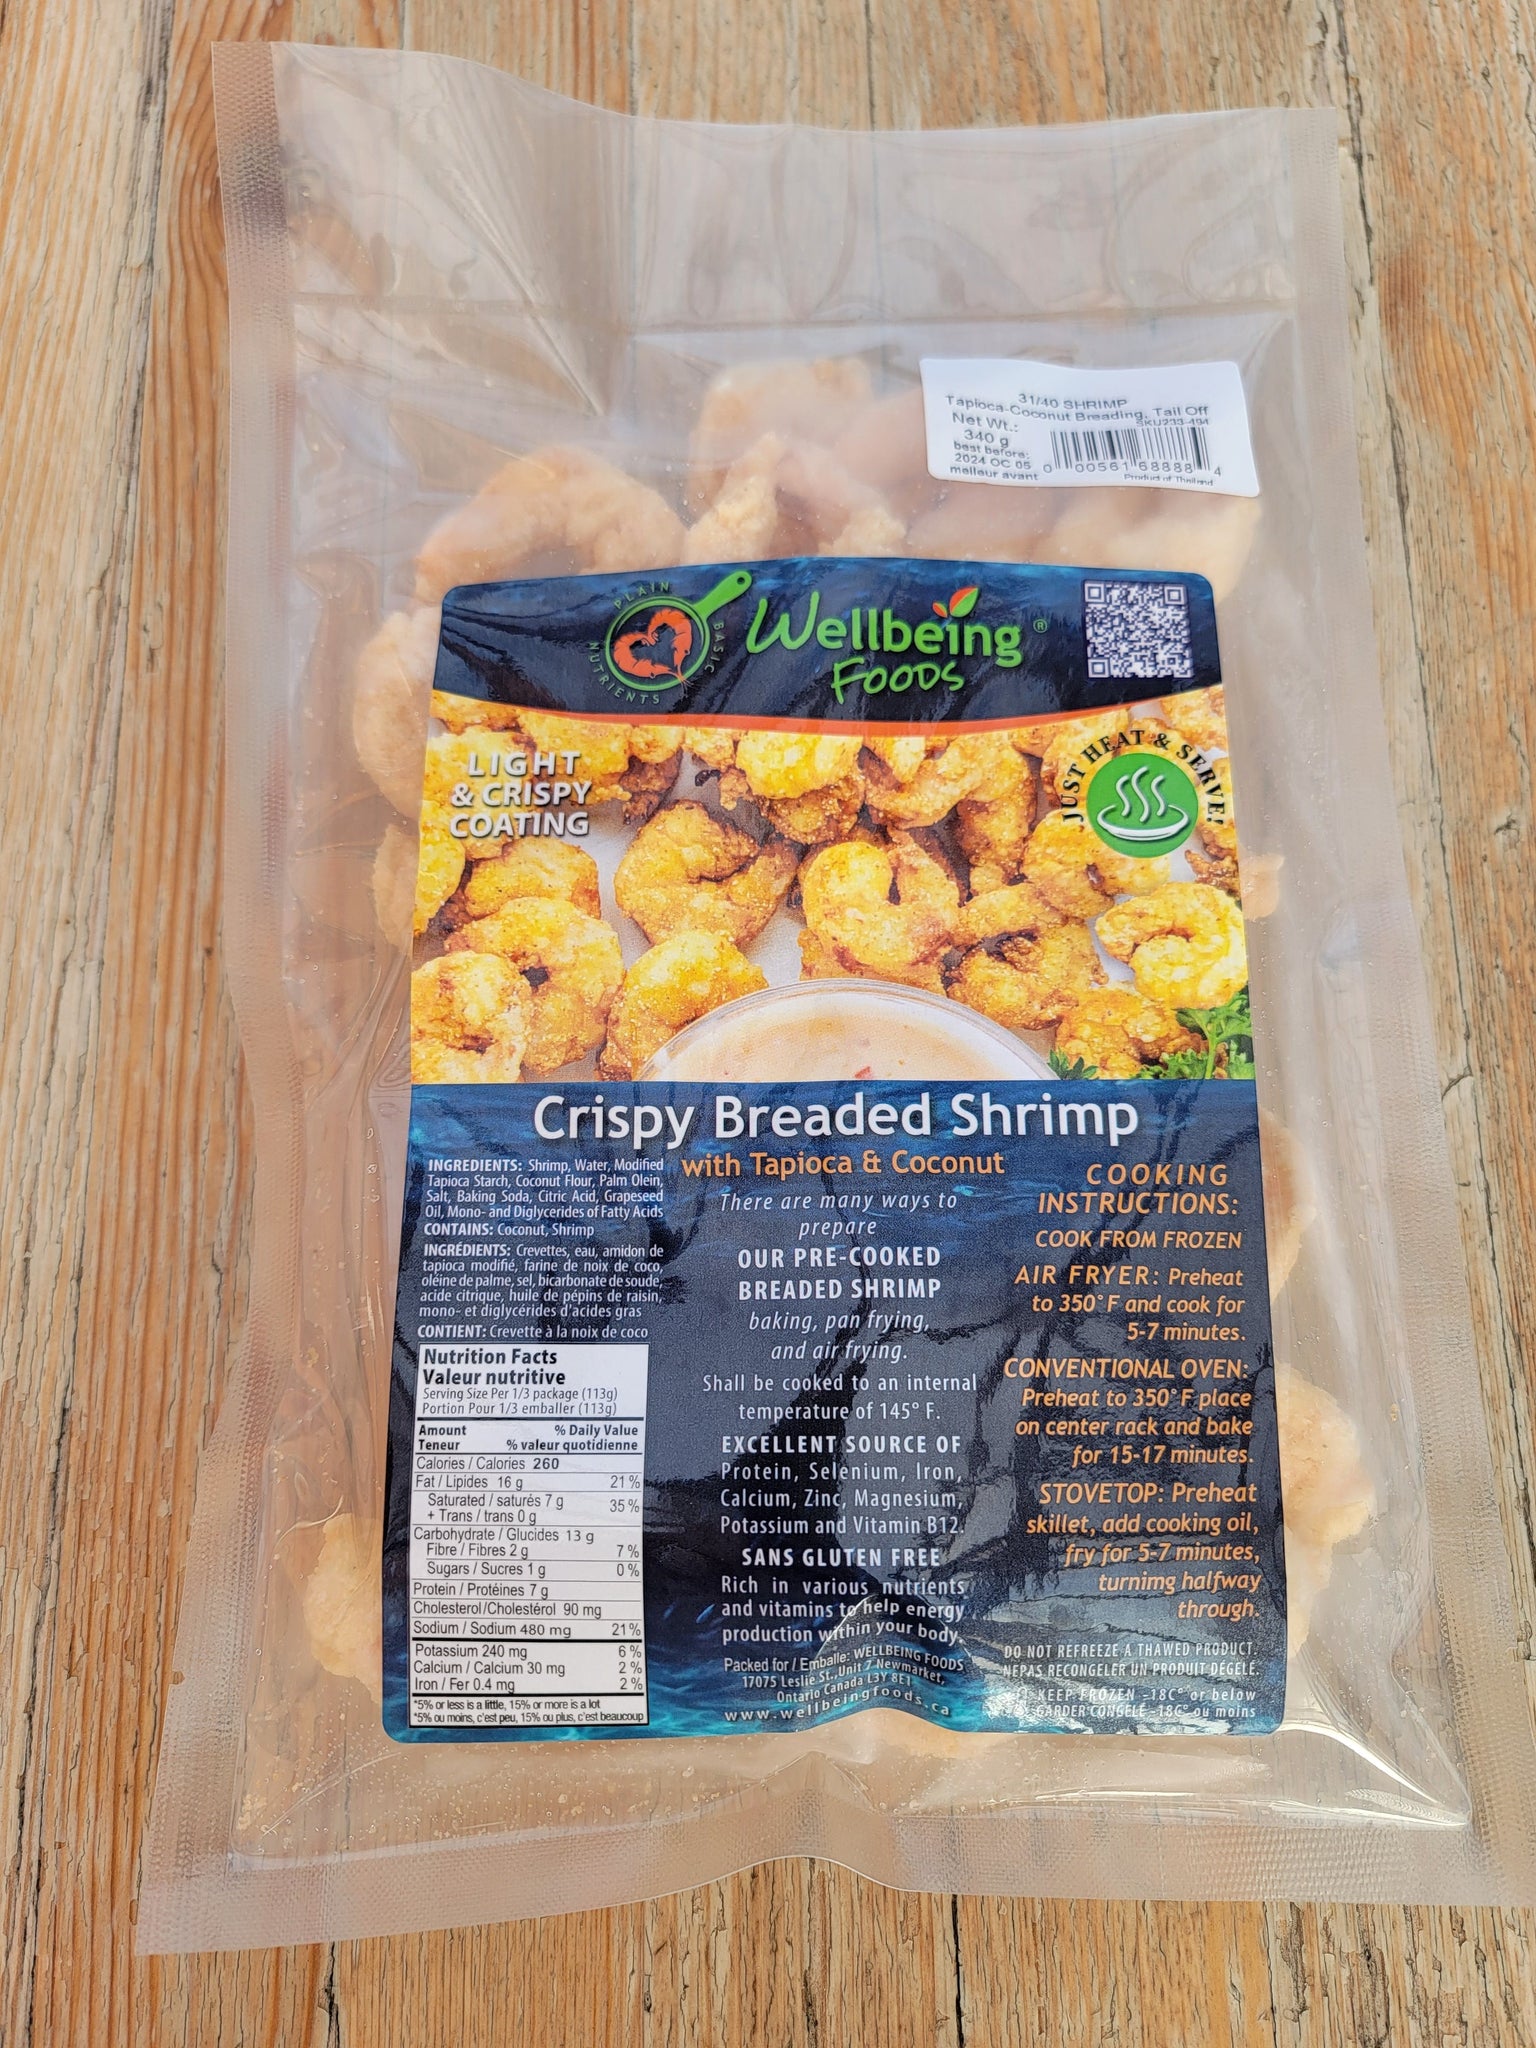 31/40 SHRIMP
Tapioca-Coconut Breading, Tail Off
SKU233-494
Net Wt.:
340 g
best before:
2024 OC 05
meilleur avant
0 00561 68888 4
Product of Thailand
PLAIN
BASIC
NUTRIENTS
Wellbeing ®
FOODS
LIGHT
& CRISPY
COATING
JUST HEAT & SERVE!
Crispy Breaded Shrimp
with Tapioca & Coconut
INGREDIENTS: Shrimp, Water, Modified
Tapioca Starch, Coconut Flour, Palm Olein,
Salt, Baking Soda, Citric Acid, Grapeseed
Oil, Mono- and Diglycerides of Fatty Acids
CONTAINS: Coconut, Shrimp
INGRÉDIENTS: Crevettes, eau, amidon de
tapioca modifié, farine de noix de coco,
oléine de palme, sel, bicarbonate de soude,
acide citrique, huile de pépins de raisin,
mono- et diglycérides d'acides gras
CONTIENT: Crevette à la noix de coco
Nutrition Facts
Valeur nutritive
Serving Size Per 1/3 package (113g)
Portion Pour 1/3 emballer (113g)
Amount % Daily Value
Teneur % valeur quotidienne
Calories / Calories 260
Fat / Lipides 16 g 21 %
Saturated / saturés 7 g 35 %
+ Trans / trans 0 g
Carbohydrate / Glucides 13 g
Fibre / Fibres 2 g 7 %
Sugars / Sucres 1 g 0 %
Protein / Protéines 7 g
Cholesterol/Cholestérol 90 mg
Sodium / Sodium 480 mg 21 %
Potassium 240 mg 6 %
Calcium / Calcium 30 mg 2 %
Iron / Fer 0.4 mg 2 %
*5% or less is a little, 15% or more is a lot
*5% ou moins, c'est peu, 15% ou plus, c'est beaucoup
There are many ways to
prepare
OUR PRE-COOKED
BREADED SHRIMP
baking, pan frying,
and air frying.
Shall be cooked to an internal
temperature of 145° F.
EXCELLENT SOURCE OF
Protein, Selenium, Iron,
Calcium, Zinc, Magnesium,
Potassium and Vitamin B12.
SANS GLUTEN FREE
Rich in various nutrients
and vitamins to help energy
production within your body.
Packed for / Emballe: WELLBEING FOODS
17075 Leslie St., Unit 7 Newmarket,
Ontario Canada L3Y 8E1
www.wellbeingfoods.ca
COOKING
INSTRUCTIONS:
COOK FROM FROZEN
AIR FRYER: Preheat
to 350° F and cook for
5-7 minutes.
CONVENTIONAL OVEN:
Preheat to 350° F place
on center rack and bake
for 15-17 minutes.
STOVETOP: Preheat
skillet, add cooking oil,
fry for 5-7 minutes,
turnimg halfway
through.
DO NOT REFREEZE A THAWED PRODUCT.
NEPAS RECONGELER UN PRODUIT DÉGELÉ.
KEEP FROZEN -18C° or below
GARDER CONGELÉ -18C° ou moins